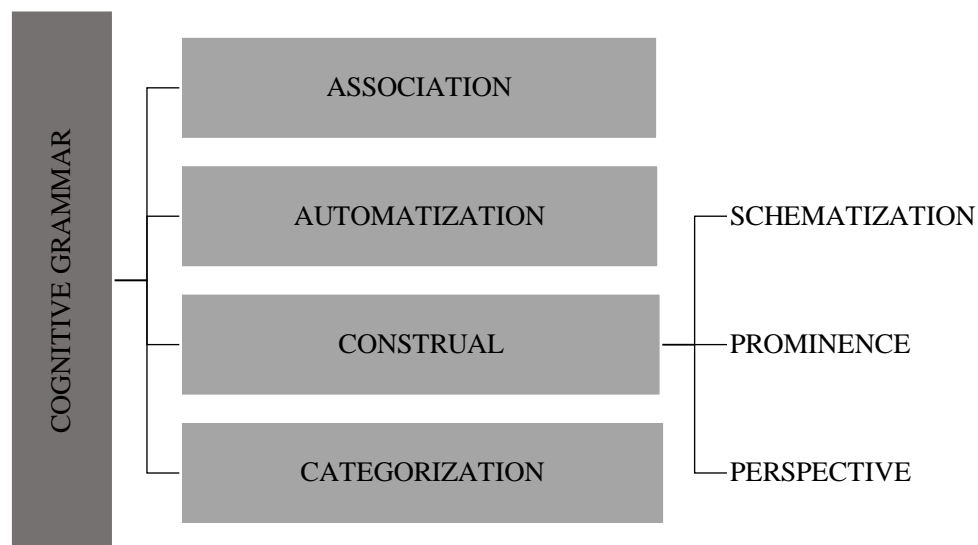 COGNITIVE GRAMMAR
ASSOCIATION
AUTOMATIZATION
CONSTRUAL
CATEGORIZATION
SCHEMATIZATION
PROMINENCE
PERSPECTIVE